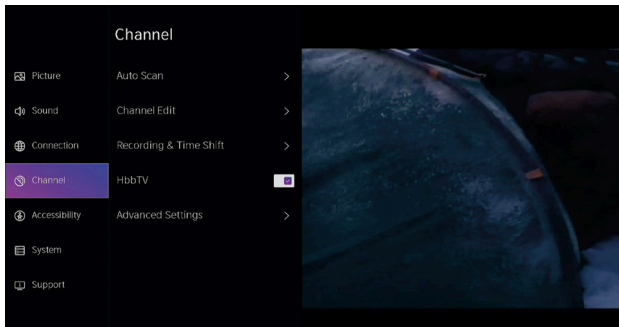 Channel
Picture
Auto Scan
Sound
Channel Edit
Connection
Recording & Time Shift
Channel
HbbTV
Accessibility
Advanced Settings
System
Support